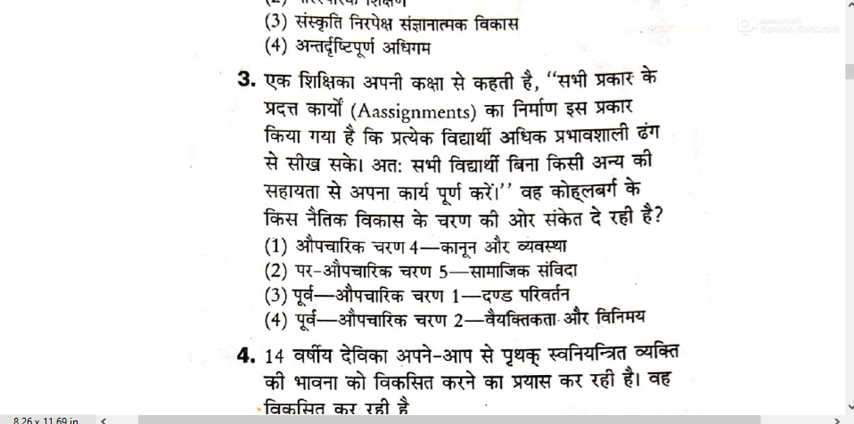 (3) संस्कृति निरपेक्ष संज्ञानात्मक विकास
(4) अन्तर्दृष्टिपूर्ण अधिगम
3. एक शिक्षिका अपनी कक्षा से कहती है, “सभी प्रकार के
प्रदत्त कार्यों (Aassignments) का निर्माण इस प्रकार
किया गया है कि प्रत्येक विद्यार्थी अधिक प्रभावशाली ढंग
से सीख सके। अतः सभी विद्यार्थी बिना किसी अन्य की
सहायता से अपना कार्य पूर्ण करें।’’ वह कोह्लबर्ग के
किस नैतिक विकास के चरण की ओर संकेत दे रही है?
(1) औपचारिक चरण 4—कानून और व्यवस्था
(2) पर-औपचारिक चरण 5—सामाजिक संविदा
(3) पूर्व—औपचारिक चरण 1—दण्ड परिवर्तन
(4) पूर्व—औपचारिक चरण 2—वैयक्तिकता और विनिमय
4. 14 वर्षीय देविका अपने-आप से पृथक् स्वनियन्त्रित व्यक्ति
की भावना को विकसित करने का प्रयास कर रही है। वह
विकसित कर रही है
8.26 x 11.69 in
Screen Recorder